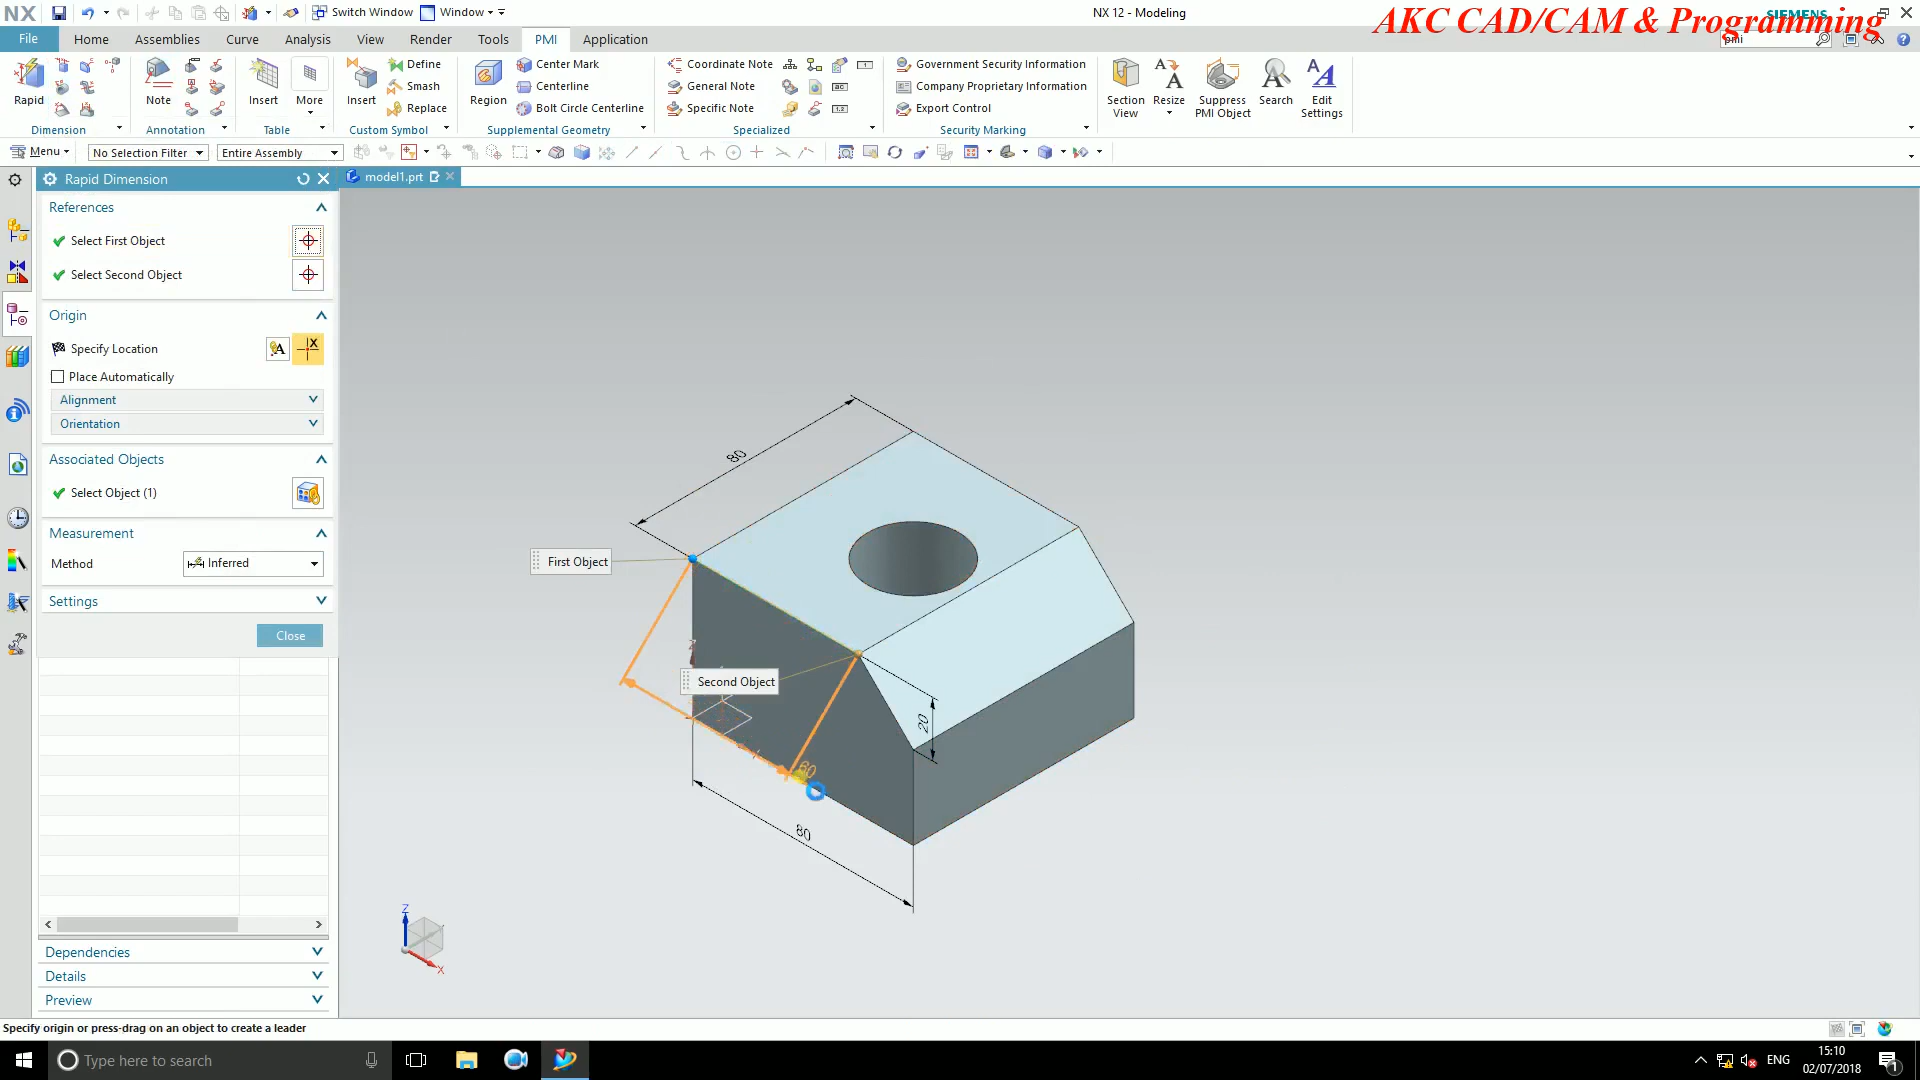 NX
Switch Window
Window
NX 12 - Modeling
SIEMENS
AKC CAD/CAM & Programming
File
Home
Assemblies
Curve
Analysis
View
Render
Tools
PMI
Application
pmi
Rapid
Note
Insert
More
Insert
Define
Smash
Replace
Region
Center Mark
Centerline
Bolt Circle Centerline
Coordinate Note
General Note
Specific Note
Government Security Information
Company Proprietary Information
Export Control
Section
View
Resize
Suppress
PMI Object
Search
Edit
Settings
Dimension
Annotation
Table
Custom Symbol
Supplemental Geometry
Specialized
Security Marking
Menu
No Selection Filter
Entire Assembly
Rapid Dimension
model1.prt
References
Select First Object
Select Second Object
Origin
Specify Location
Place Automatically
Alignment
Orientation
Associated Objects
Select Object (1)
Measurement
Method
Inferred
Settings
Close
80
First Object
Second Object
20
60
80
Z
X
Dependencies
Details
Preview
Specify origin or press-drag on an object to create a leader
Type here to search
ENG
15:10
02/07/2018
1